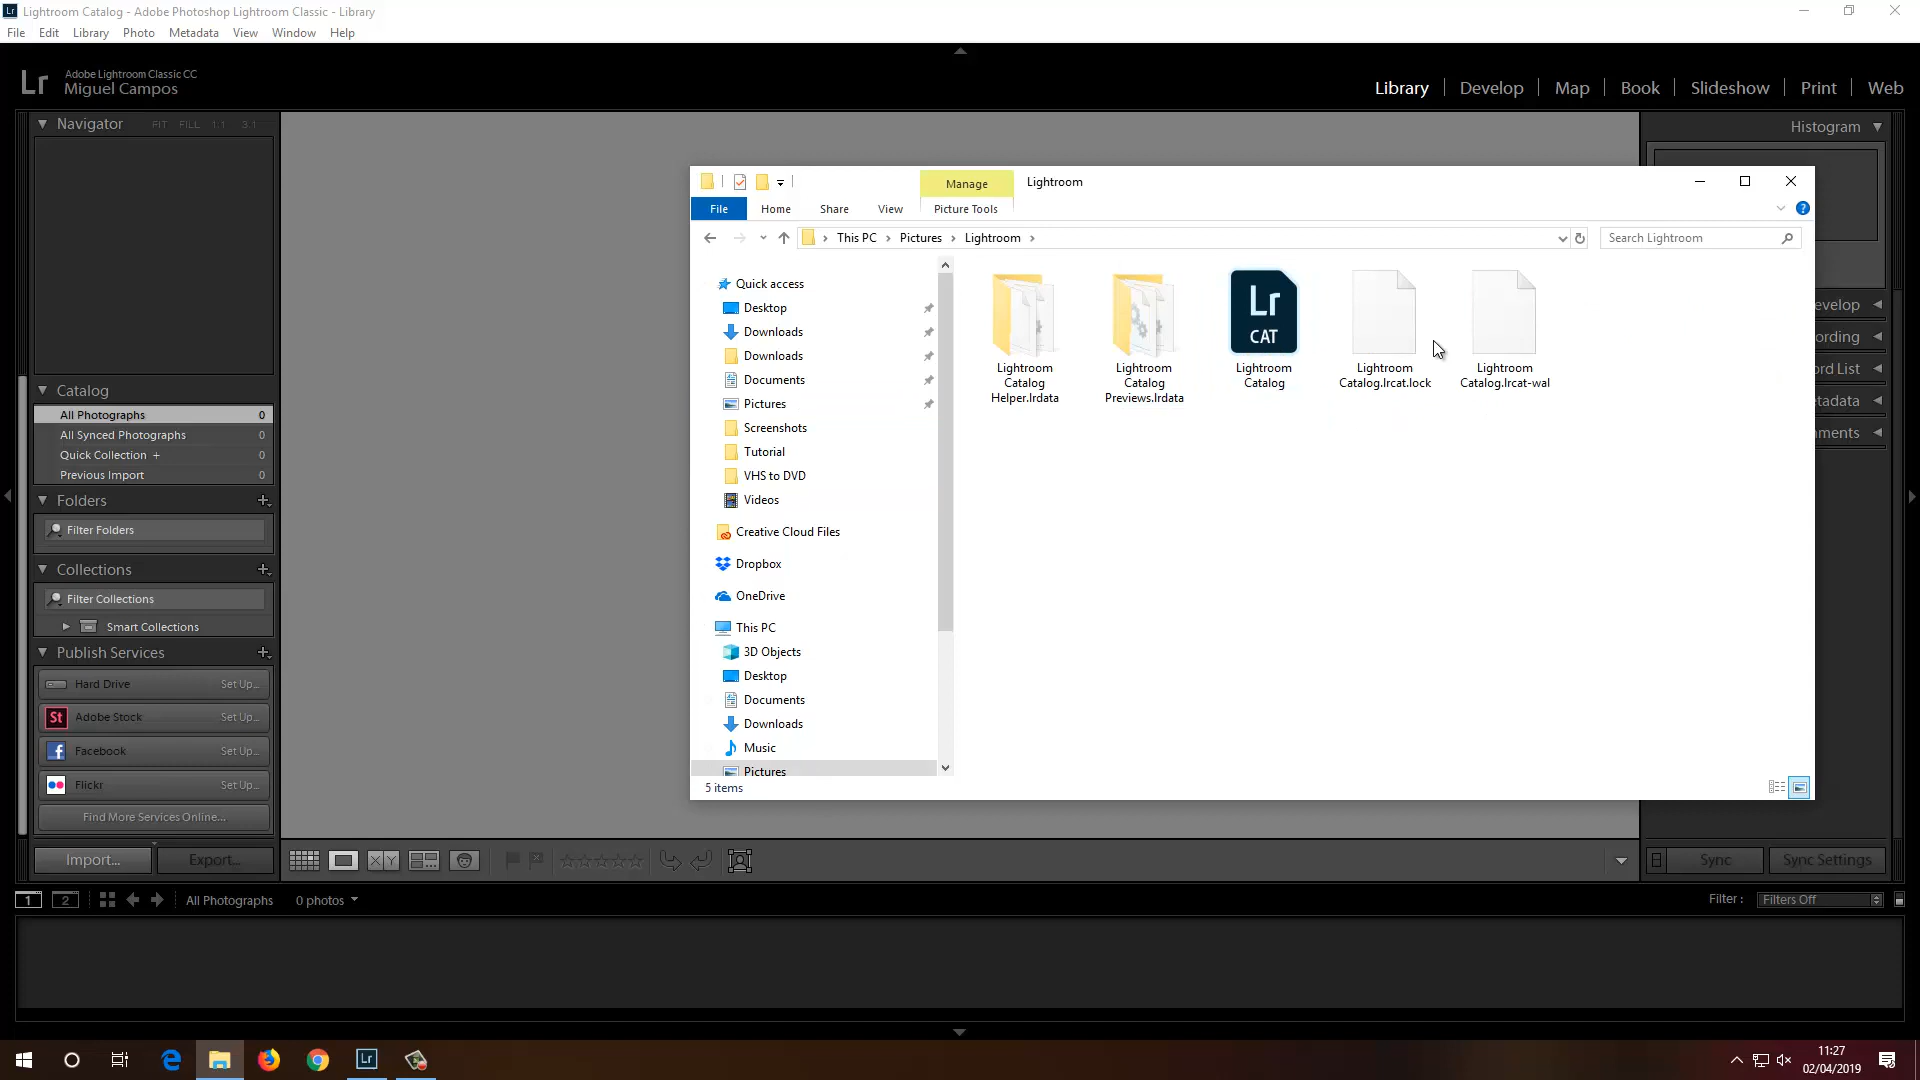 Lightroom Catalog - Adobe Photoshop Lightroom Classic - Library
File Edit Library Photo Metadata View Window Help
Lr
Adobe Lightroom Classic CC
Miguel Campos
Library Develop Map Book Slideshow Print Web
Navigator FIT FILL 1:1 3:1
Histogram
Catalog
All Photographs 0
All Synced Photographs 0
Quick Collection + 0
Previous Import 0
Folders
Filter Folders
Collections
Filter Collections
Smart Collections
Publish Services
Hard Drive Set Up...
St Adobe Stock Set Up...
Facebook Set Up...
Flickr Set Up...
Find More Services Online...
Import... Export...
Manage Lightroom
File Home Share View Picture Tools
This PC Pictures Lightroom
Search Lightroom
Quick access
Desktop
Downloads
Downloads
Documents
Pictures
Screenshots
Tutorial
VHS to DVD
Videos
Creative Cloud Files
Dropbox
OneDrive
This PC
3D Objects
Desktop
Documents
Downloads
Music
Pictures
Lightroom
Catalog
Helper.lrdata
Lightroom
Catalog
Previews.lrdata
Lr
CAT
Lightroom
Catalog
Lightroom
Catalog.lrcat.lock
Lightroom
Catalog.lrcat-wal
5 items
evelop
ording
ord List
etadata
ments
XY
Sync Sync Settings
1 2 All Photographs 0 photos
Filter : Filters Off
Lr
11:27
02/04/2019